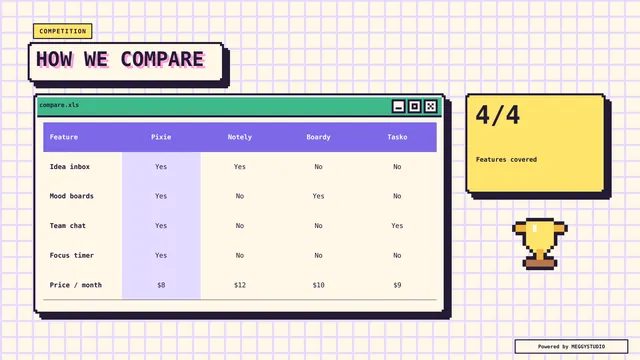 COMPETITION
HOW WE COMPARE
compare.xls
Feature Pixie Notely Boardy Tasko
Idea inbox Yes Yes No No
Mood boards Yes No Yes No
Team chat Yes No No Yes
Focus timer Yes No No No
Price / month $8 $12 $10 $9
4/4
Features covered
Powered by MEGGYSTUDIO